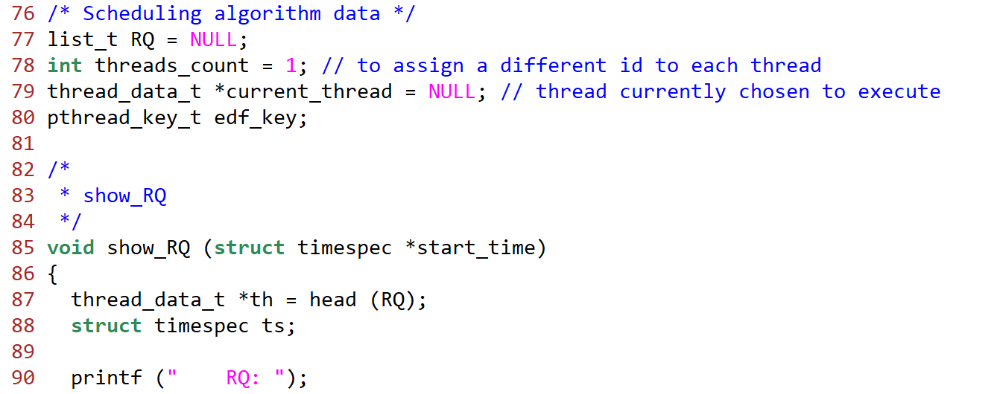 76 /* Scheduling algorithm data */
77 list_t RQ = NULL;
78 int threads_count = 1; // to assign a different id to each thread
79 thread_data_t *current_thread = NULL; // thread currently chosen to execute
80 pthread_key_t edf_key;
81
82 /*
83  * show_RQ
84  */
85 void show_RQ (struct timespec *start_time)
86 {
87   thread_data_t *th = head (RQ);
88   struct timespec ts;
89
90   printf ("    RQ: ");